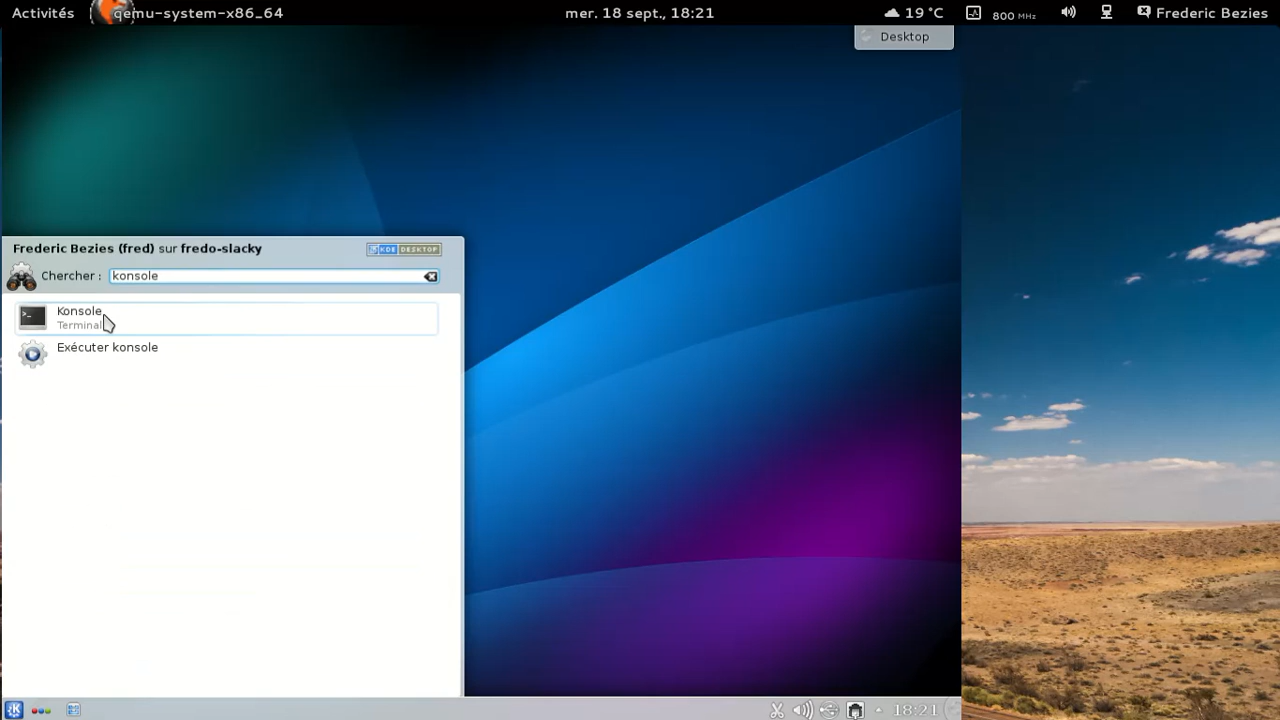 Activités qemu-system-x86_64 mer. 18 sept., 18:21 19 °C 800 MHz Frederic Bezies
Desktop
Frederic Bezies (fred) sur fredo-slacky KDE DESKTOP
Chercher : konsole
Konsole
Terminal
Exécuter konsole
18:21